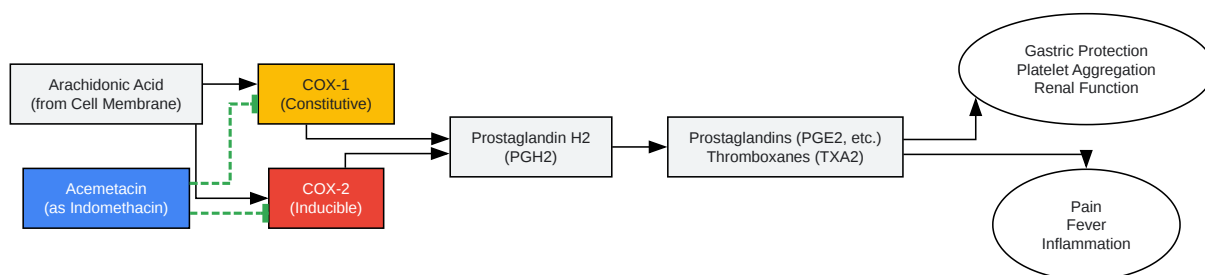 Arachidonic Acid
(from Cell Membrane)
COX-1
(Constitutive)
Acemetacin
(as Indomethacin)
COX-2
(Inducible)
Prostaglandin H2
(PGH2)
Prostaglandins (PGE2, etc.)
Thromboxanes (TXA2)
Gastric Protection
Platelet Aggregation
Renal Function
Pain
Fever
Inflammation